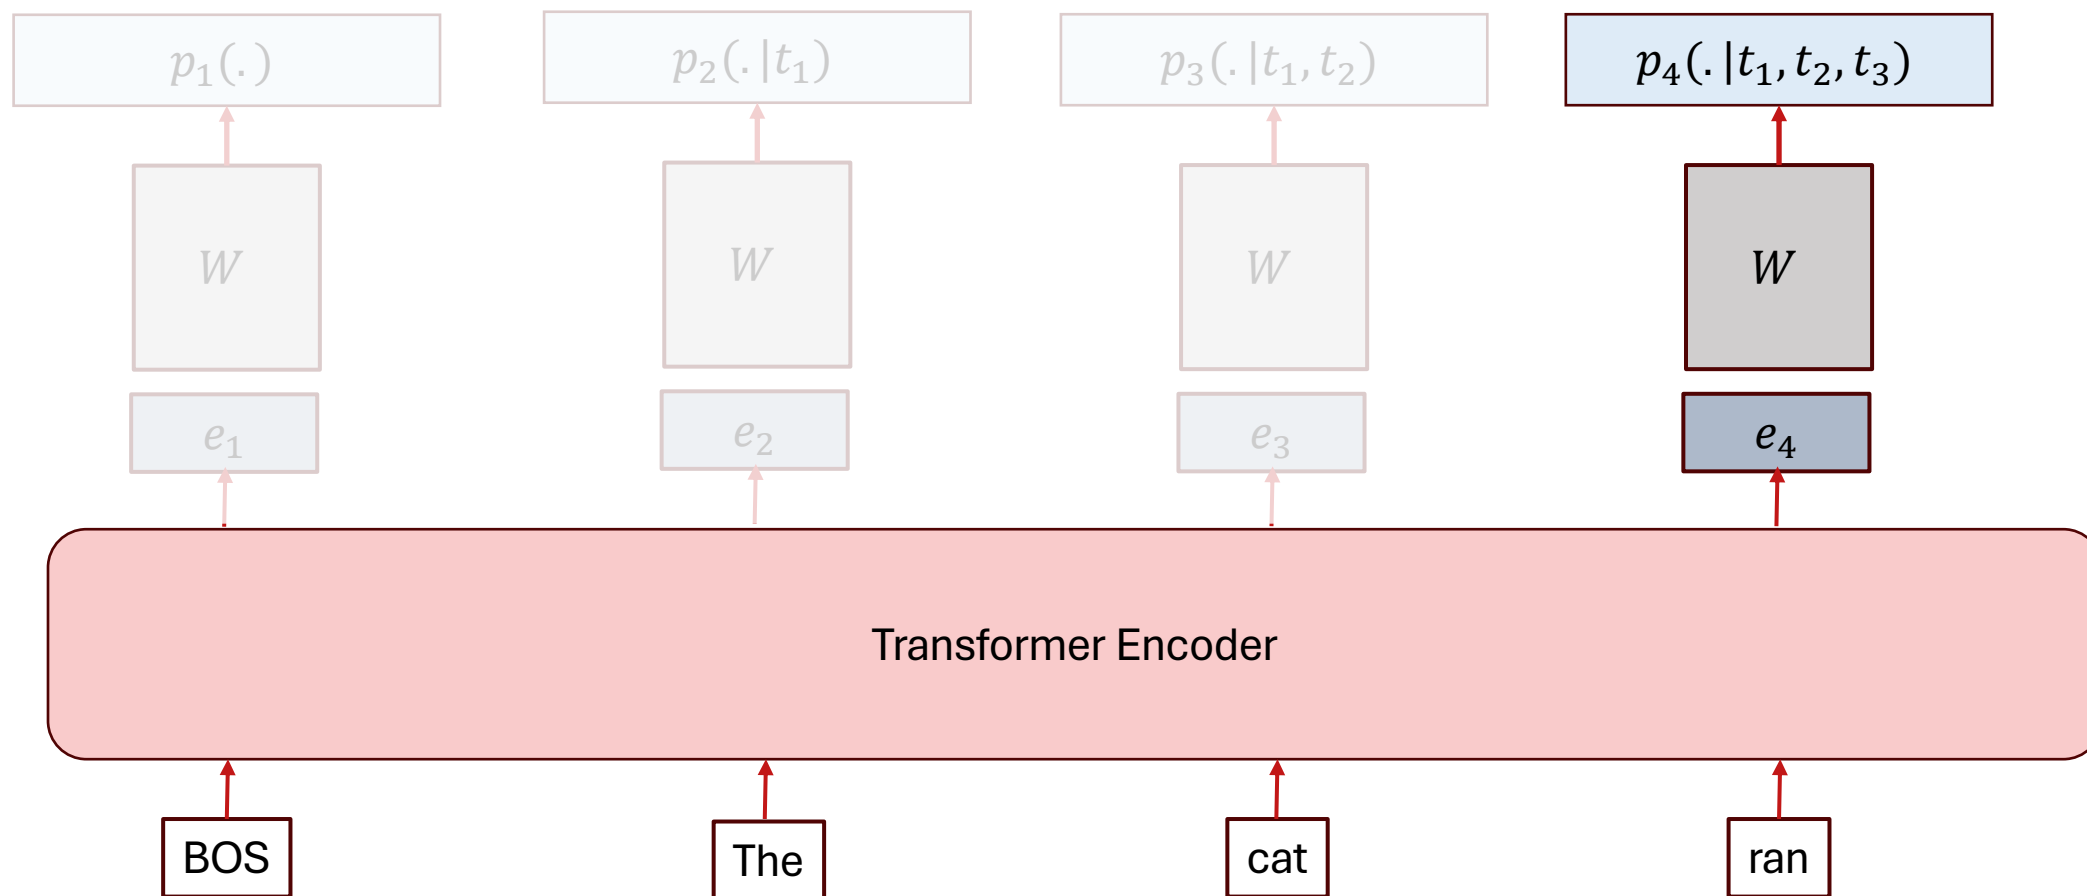 p₁(.) p₂(.|t₁) p₃(.|t₁, t₂) p₄(.|t₁, t₂, t₃)
W W W W
e₁ e₂ e₃ e₄
Transformer Encoder
BOS The cat ran